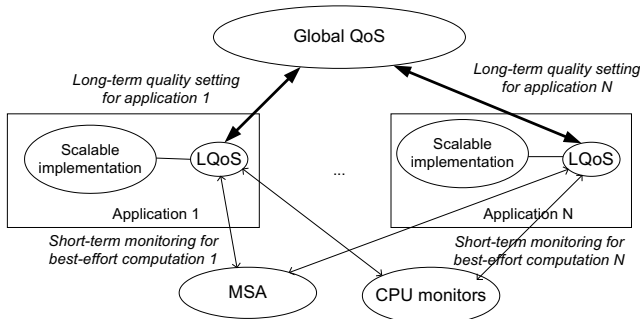 Global QoS
Long-term quality setting
for application 1
Long-term quality setting
for application N
Scalable
implementation
LQoS
Application 1
...
Scalable
implementation
LQoS
Application N
Short-term monitoring for
best-effort computation 1
Short-term monitoring for
best-effort computation N
MSA
CPU monitors